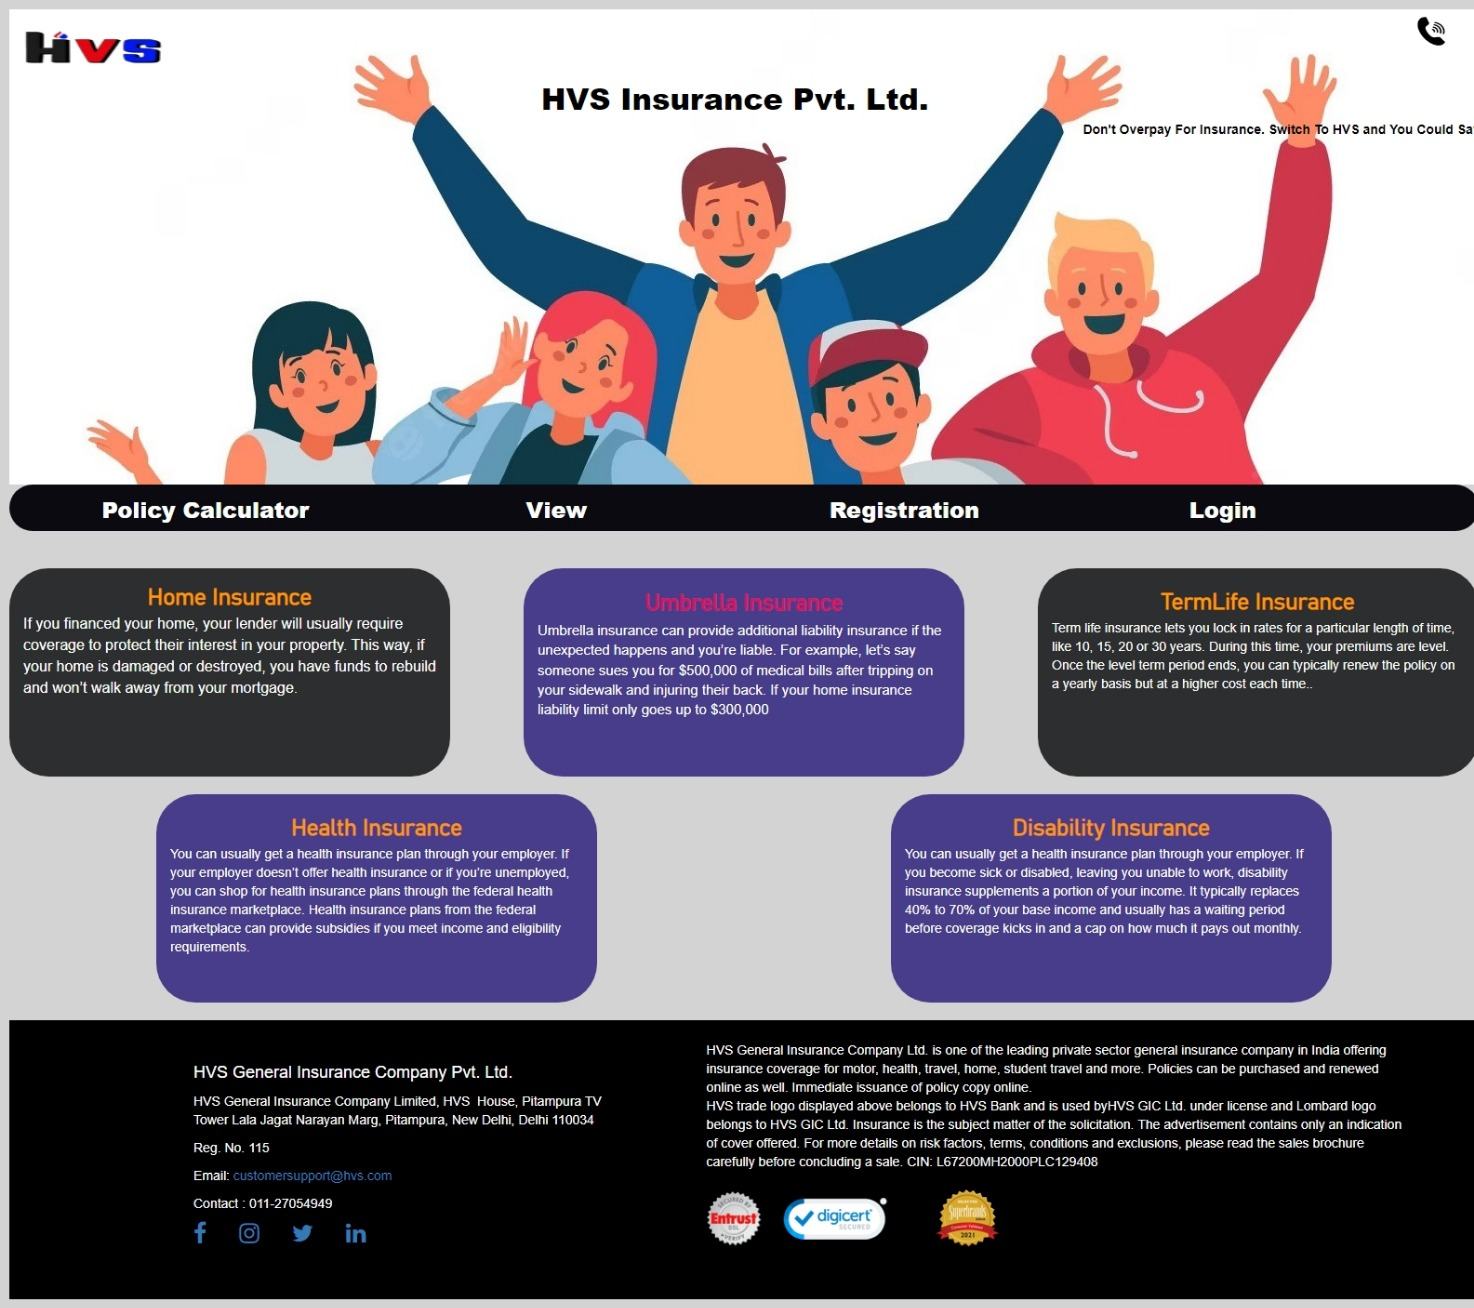 HVS
HVS Insurance Pvt. Ltd.
Don't Overpay For Insurance. Switch To HVS and You Could Sa
Policy Calculator
View
Registration
Login
Home Insurance
If you financed your home, your lender will usually require
coverage to protect their interest in your property. This way, if
your home is damaged or destroyed, you have funds to rebuild
and won't walk away from your mortgage.
Umbrella Insurance
Umbrella insurance can provide additional liability insurance if the
unexpected happens and you're liable. For example, let's say
someone sues you for $500,000 of medical bills after tripping on
your sidewalk and injuring their back. If your home insurance
liability limit only goes up to $300,000
TermLife Insurance
Term life insurance lets you lock in rates for a particular length of time,
like 10, 15, 20 or 30 years. During this time, your premiums are level.
Once the level term period ends, you can typically renew the policy on
a yearly basis but at a higher cost each time..
Health Insurance
You can usually get a health insurance plan through your employer. If
your employer doesn't offer health insurance or if you're unemployed,
you can shop for health insurance plans through the federal health
insurance marketplace. Health insurance plans from the federal
marketplace can provide subsidies if you meet income and eligibility
requirements.
Disability Insurance
You can usually get a health insurance plan through your employer. If
you become sick or disabled, leaving you unable to work, disability
insurance supplements a portion of your income. It typically replaces
40% to 70% of your base income and usually has a waiting period
before coverage kicks in and a cap on how much it pays out monthly.
HVS General Insurance Company Pvt. Ltd.
HVS General Insurance Company Limited, HVS House, Pitampura TV
Tower Lala Jagat Narayan Marg, Pitampura, New Delhi, Delhi 110034
Reg. No. 115
Email: customersupport@hvs.com
Contact : 011-27054949
HVS General Insurance Company Ltd. is one of the leading private sector general insurance company in India offering
insurance coverage for motor, health, travel, home, student travel and more. Policies can be purchased and renewed
online as well. Immediate issuance of policy copy online.
HVS trade logo displayed above belongs to HVS Bank and is used byHVS GIC Ltd. under license and Lombard logo
belongs to HVS GIC Ltd. Insurance is the subject matter of the solicitation. The advertisement contains only an indication
of cover offered. For more details on risk factors, terms, conditions and exclusions, please read the sales brochure
carefully before concluding a sale. CIN: L67200MH2000PLC129408
SECURED BY
Entrust
SSL
VERIFY
digicert
SECURED
Superbrands
2021